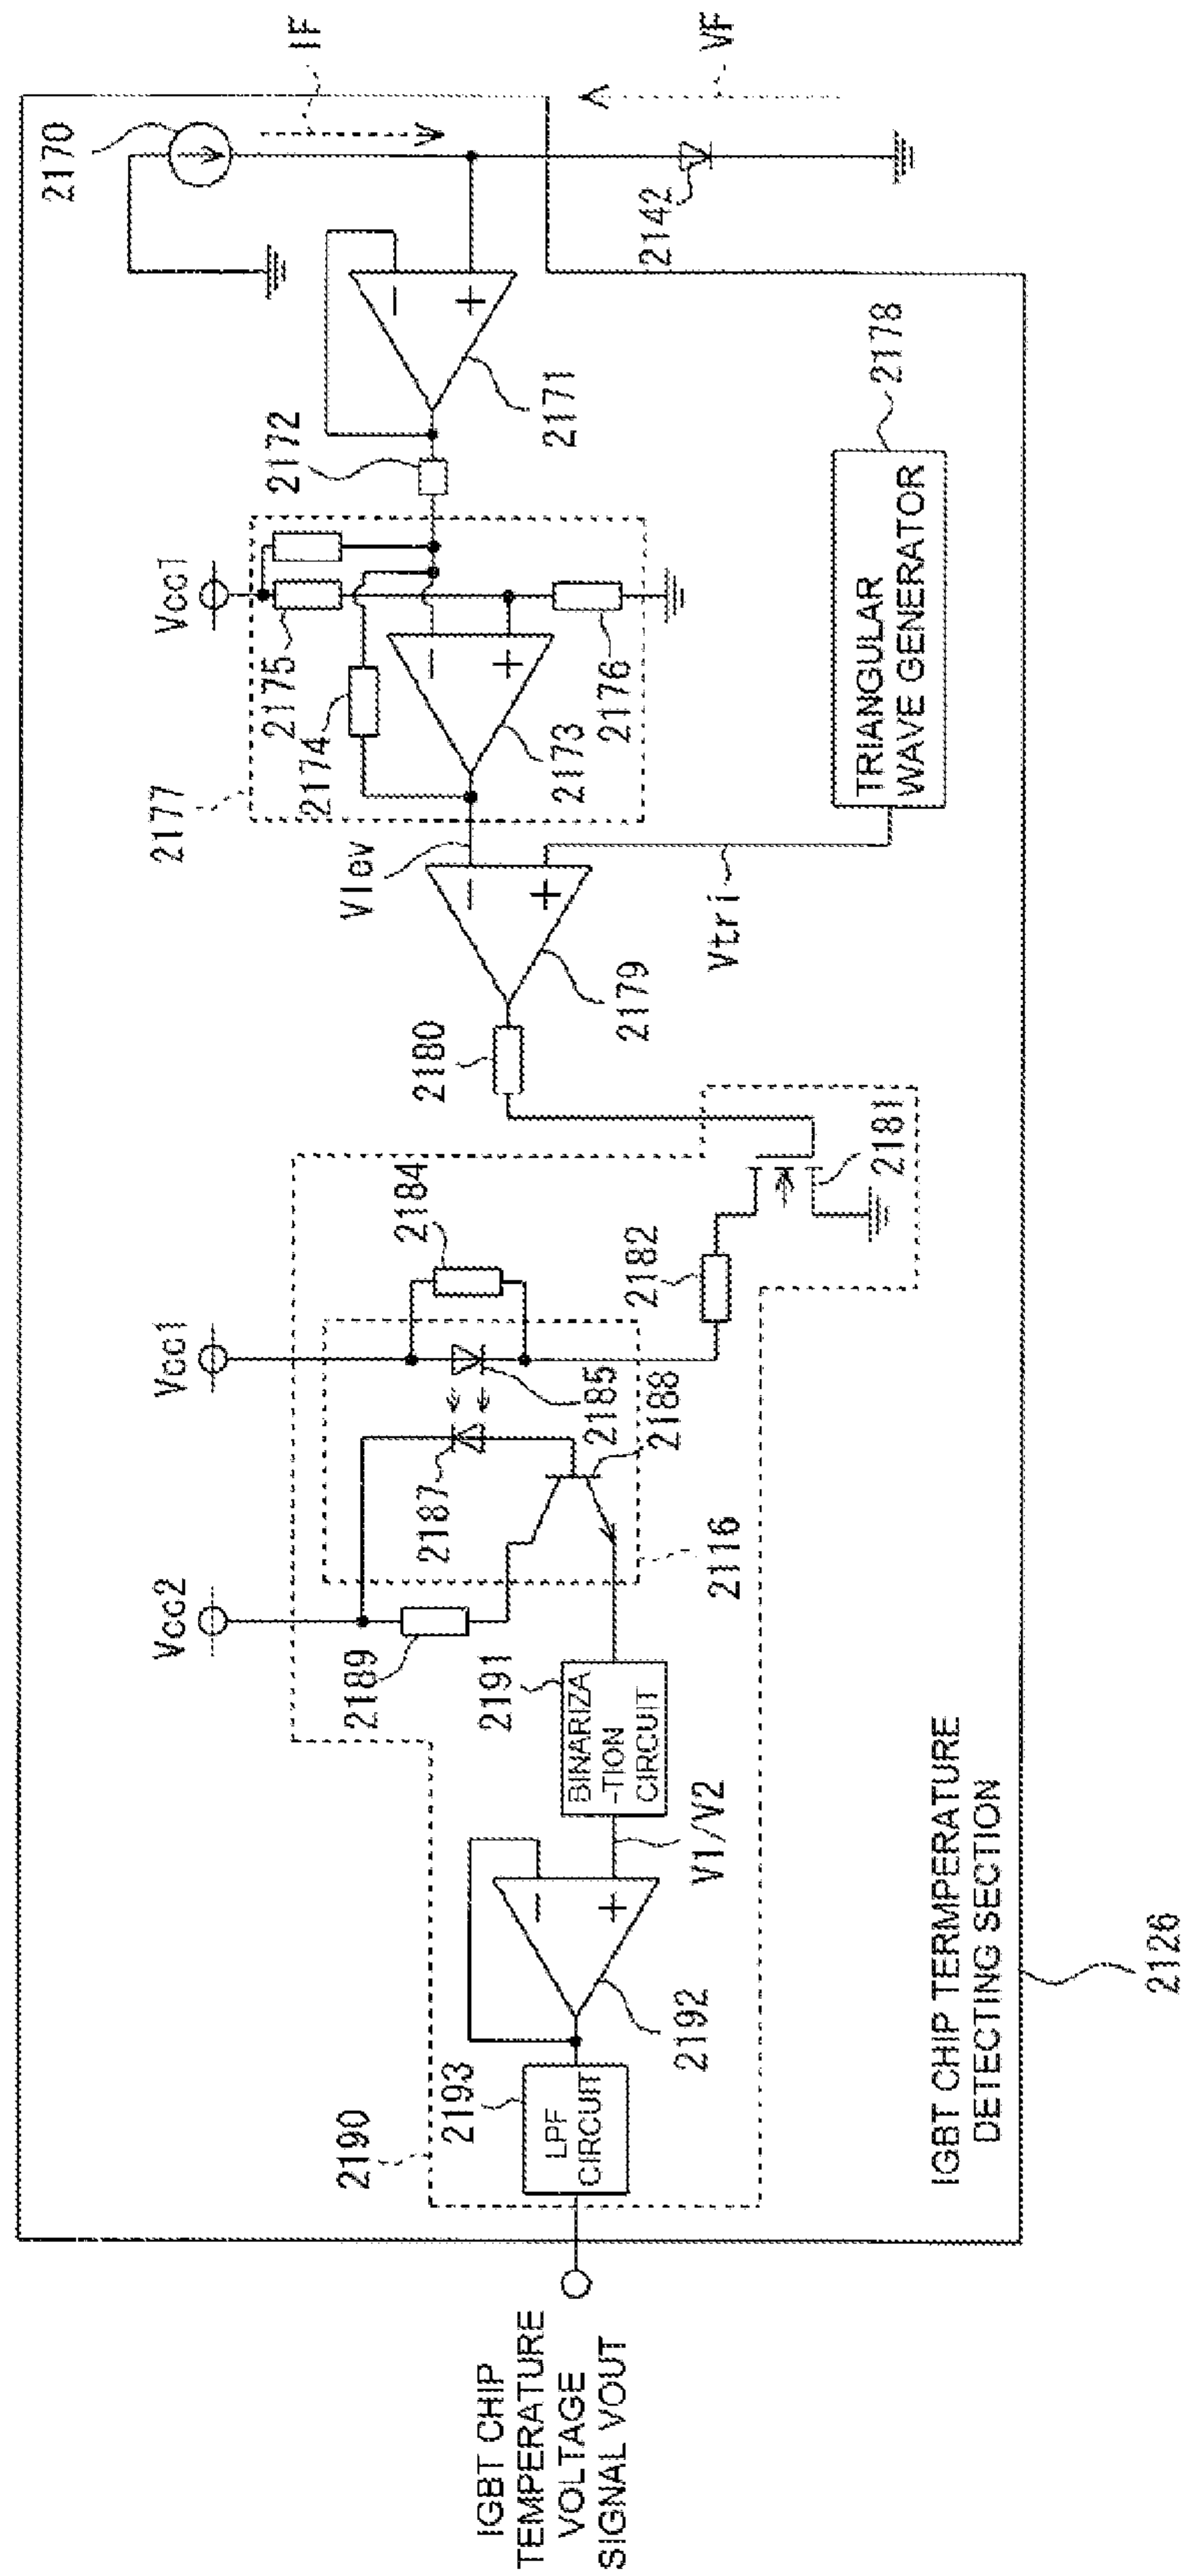 IGBT CHIP
TEMPERATURE
VOLTAGE
SIGNAL VOUT
2190
2193
LPF
CIRCUIT
2192
V1/V2
2191
BINARIZA
-TION
CIRCUIT
Vcc2
2189
2187
2116
2188
2185
Vcc1
2184
2182
2181
2180
2179
Vlev
Vtri
2177
2174
2175
Vcc1
2173
2176
2172
2171
TRIANGULAR
WAVE GENERATOR
2178
2170
IF
VF
2142
IGBT CHIP TERMPERATURE
DETECTING SECTION
2126